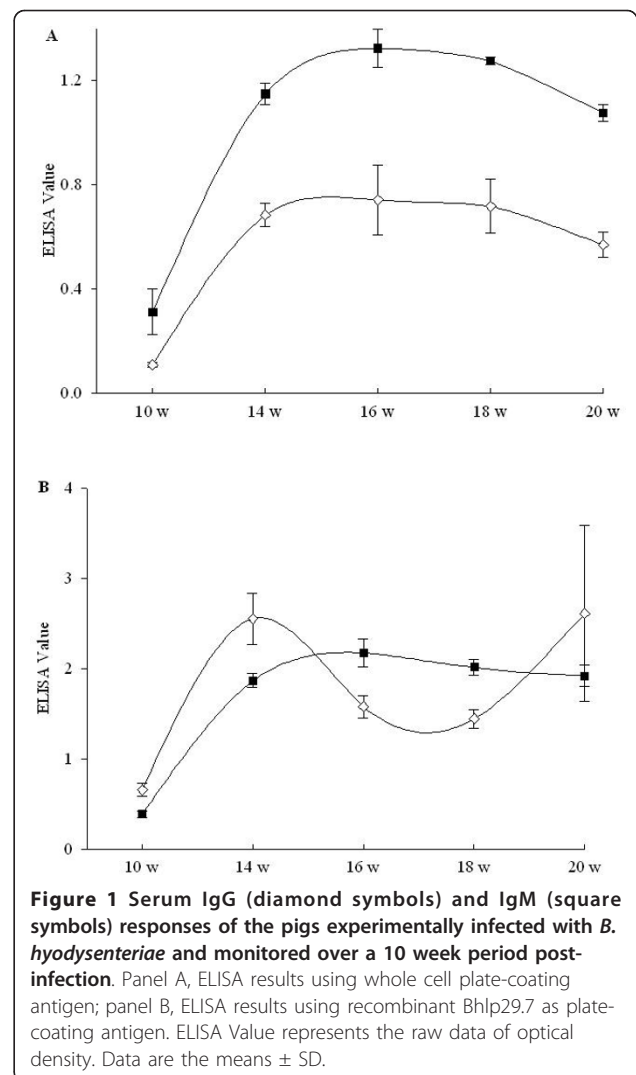 A
1.2
0.8
0.4
0.0
ELISA Value
10 w 14 w 16 w 18 w 20 w
B
4
3
2
1
0
ELISA Value
10 w 14 w 16 w 18 w 20 w
Figure 1 Serum IgG (diamond symbols) and IgM (square
symbols) responses of the pigs experimentally infected with B.
hyodysenteriae and monitored over a 10 week period post-
infection. Panel A, ELISA results using whole cell plate-coating
antigen; panel B, ELISA results using recombinant Bhlp29.7 as plate-
coating antigen. ELISA Value represents the raw data of optical
density. Data are the means ± SD.